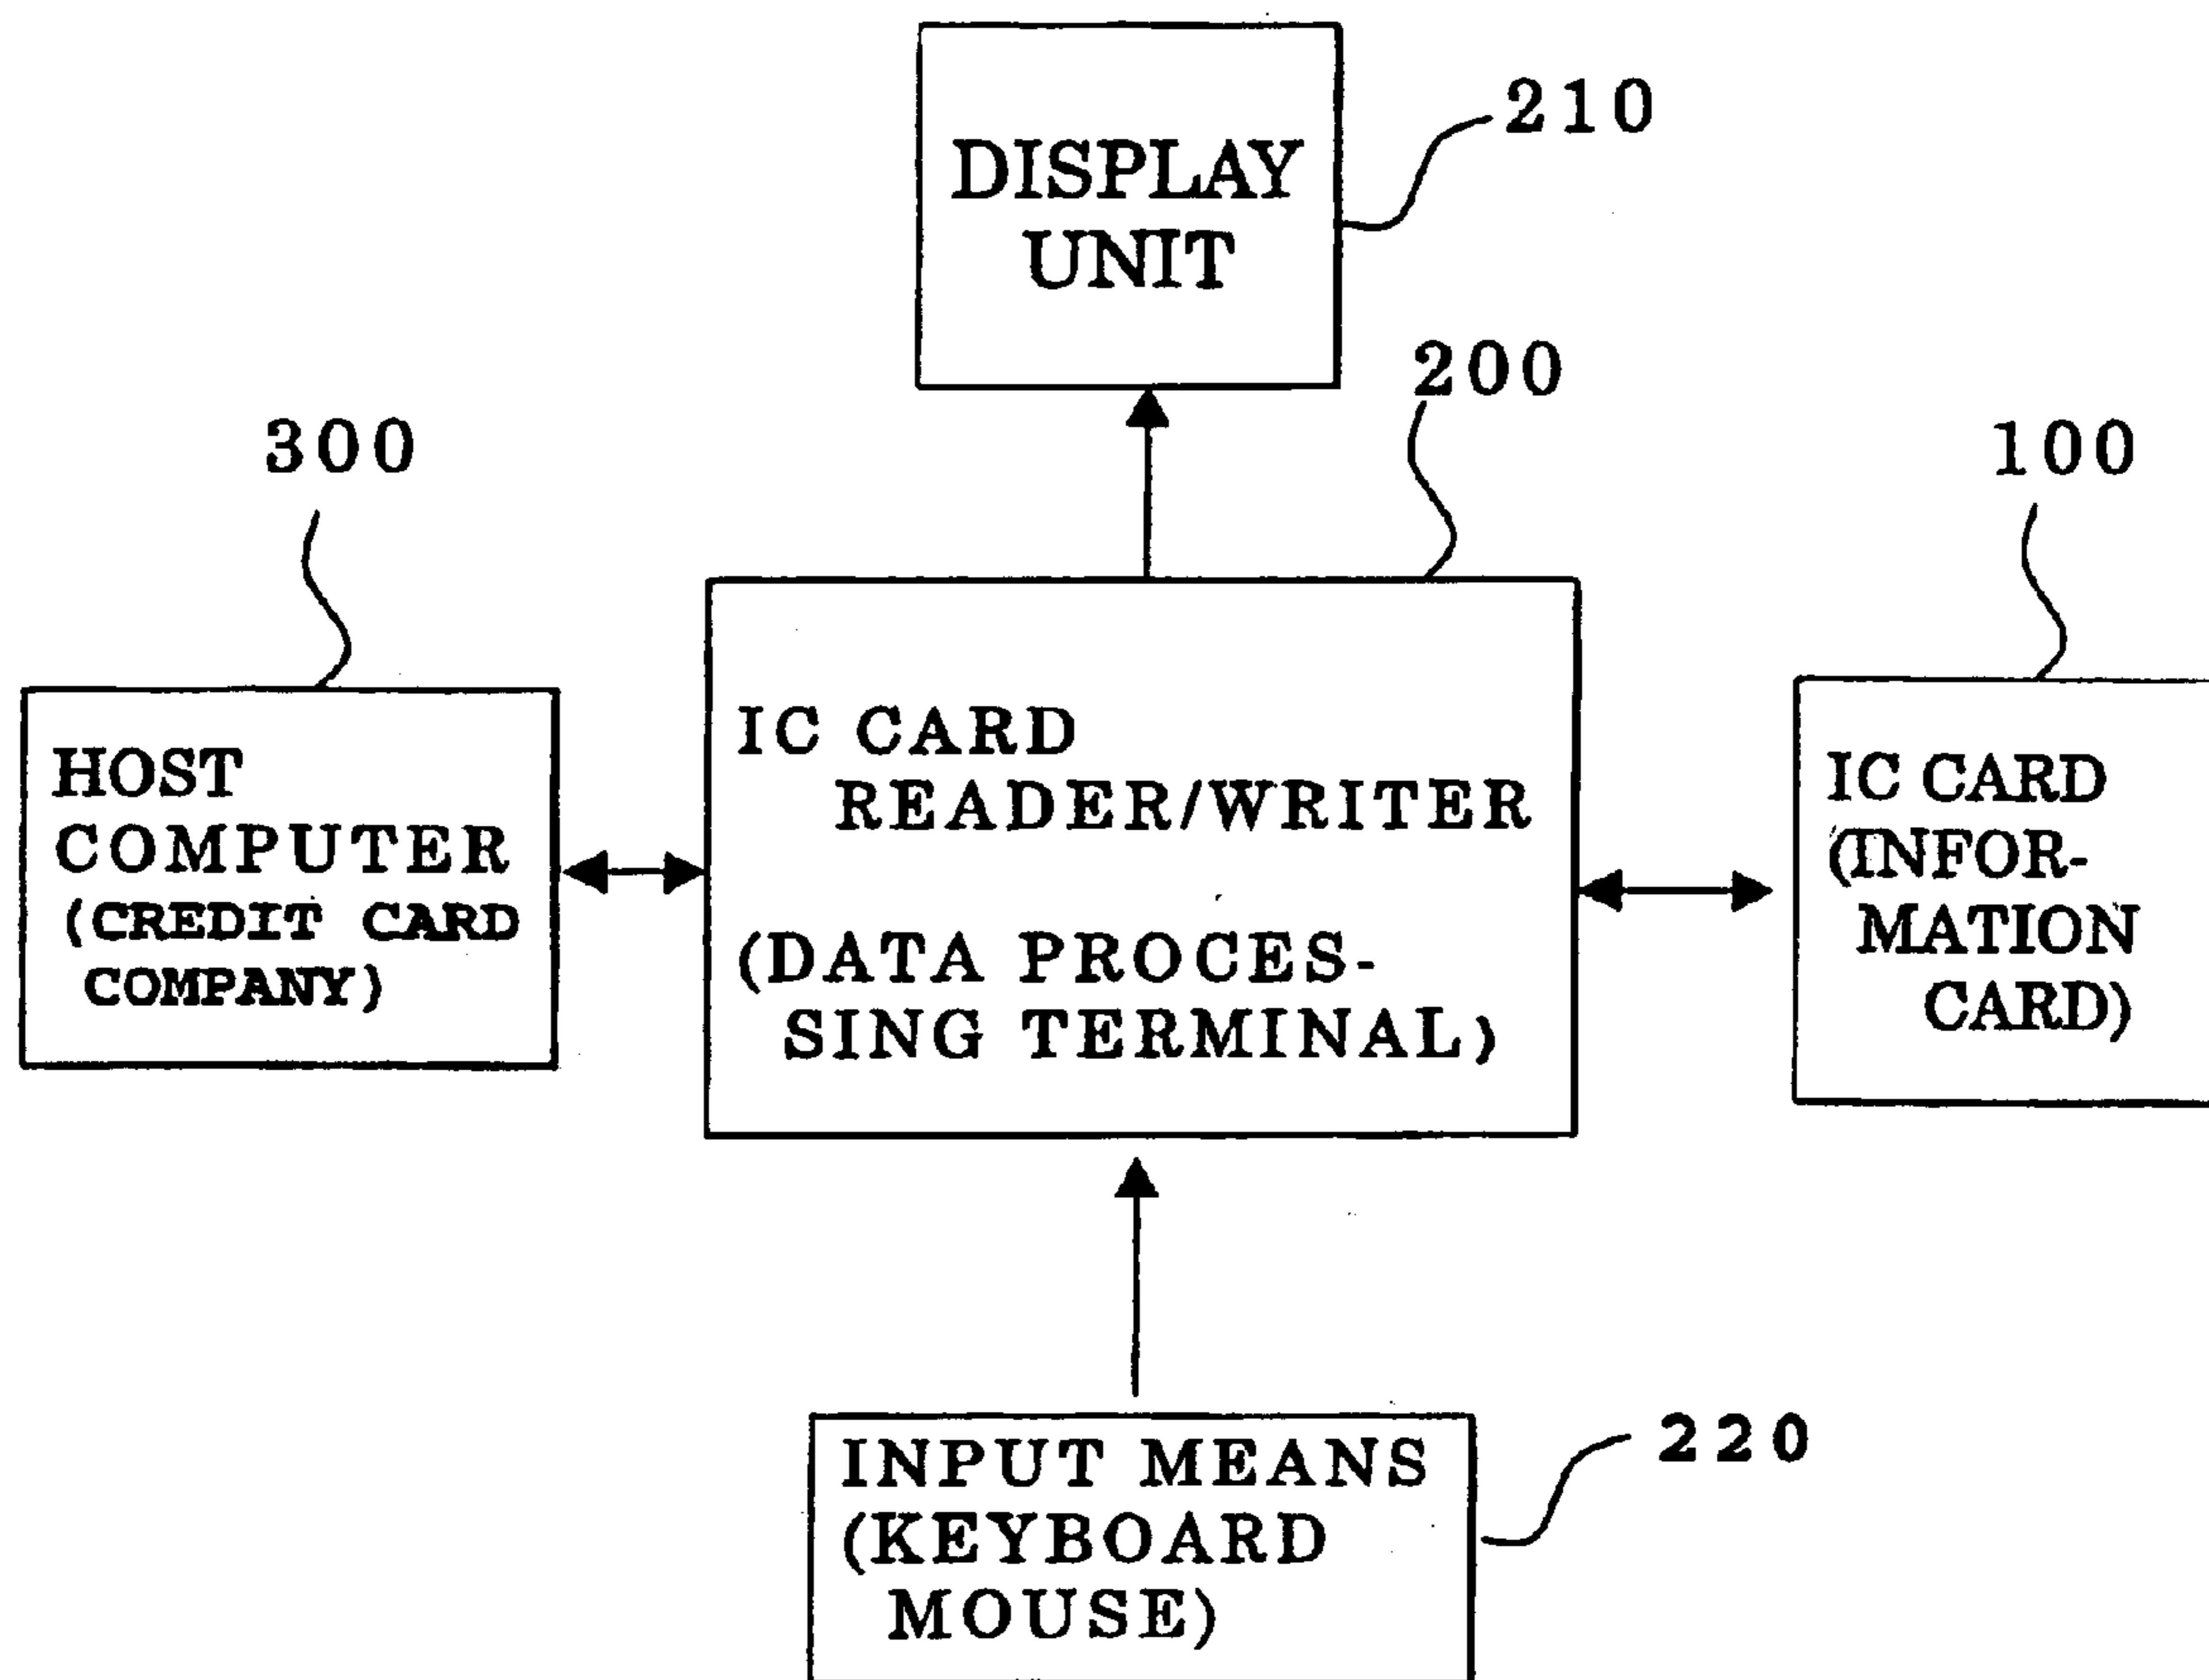 DISPLAY
UNIT
210
200
300
100
HOST
COMPUTER
(CREDIT CARD
COMPANY)
IC CARD
READER/WRITER
(DATA PROCES-
SING TERMINAL)
IC CARD
(INFOR-
MATION
CARD)
INPUT MEANS
(KEYBOARD
MOUSE)
220